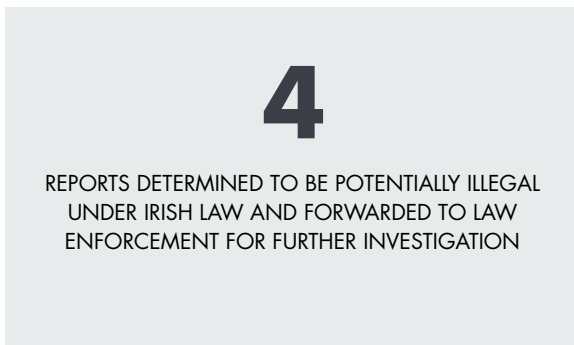 4
REPORTS DETERMINED TO BE POTENTIALLY ILLEGAL
UNDER IRISH LAW AND FORWARDED TO LAW
ENFORCEMENT FOR FURTHER INVESTIGATION